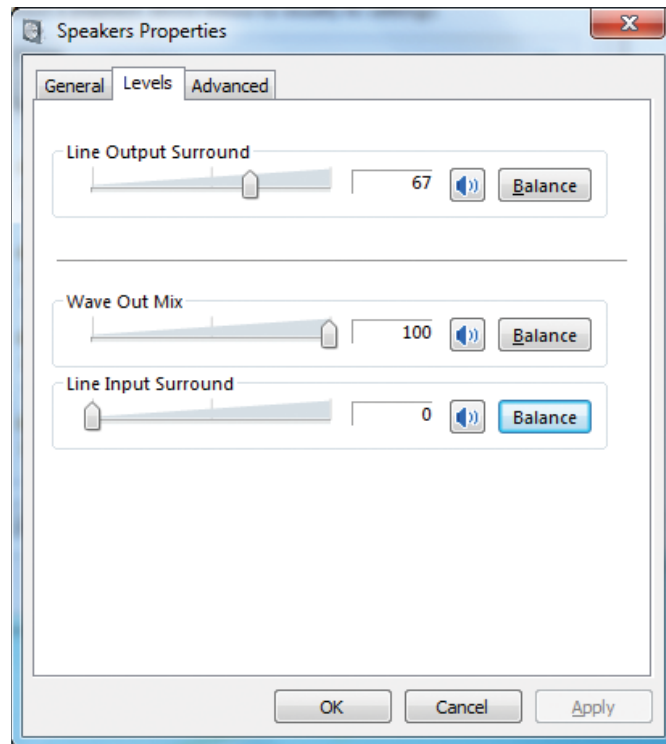 Speakers Properties
General Levels Advanced
Line Output Surround
67 Balance
Wave Out Mix
100 Balance
Line Input Surround
0 Balance
OK Cancel Apply